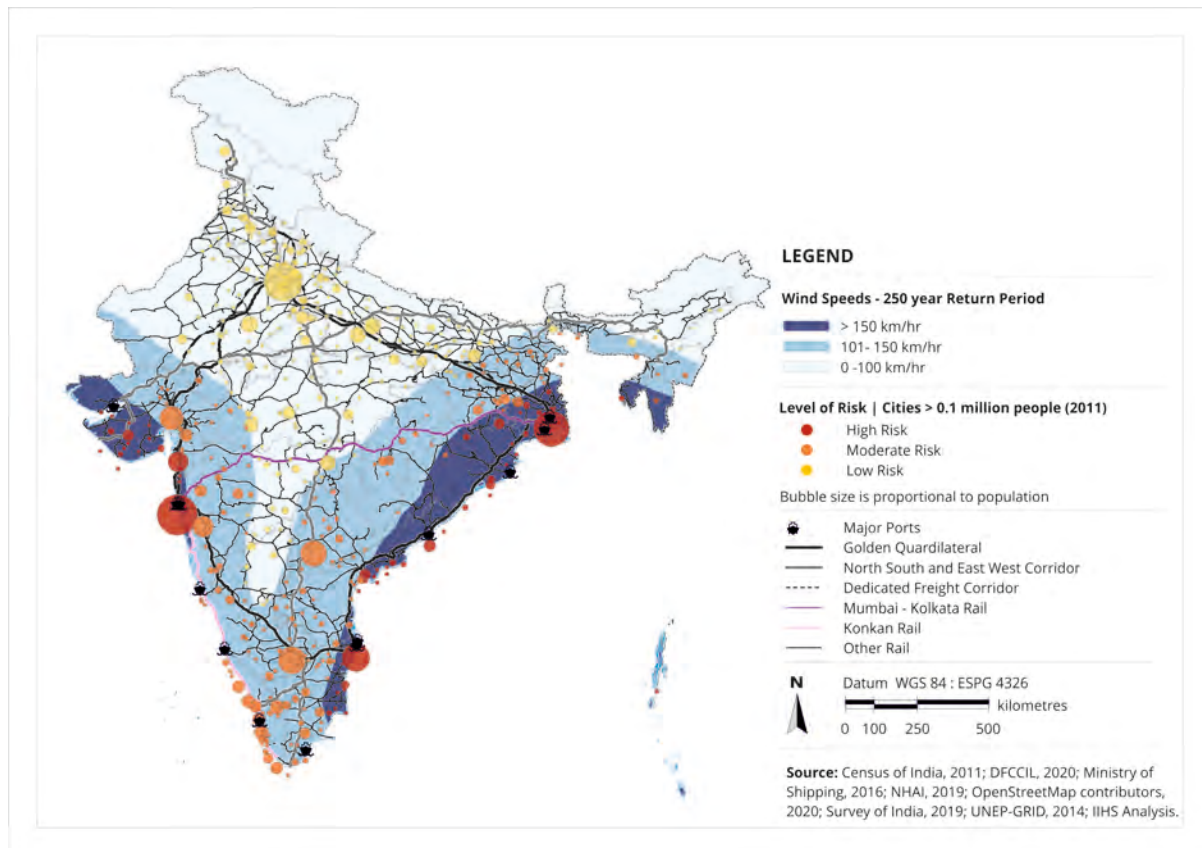 LEGEND
Wind Speeds - 250 year Return Period
> 150 km/hr
101- 150 km/hr
0 -100 km/hr
Level of Risk | Cities > 0.1 million people (2011)
High Risk
Moderate Risk
Low Risk
Bubble size is proportional to population
Major Ports
Golden Quardilateral
North South and East West Corridor
Dedicated Freight Corridor
Mumbai - Kolkata Rail
Konkan Rail
Other Rail
N
Datum WGS 84 : ESPG 4326
kilometres
0 100 250 500
Source: Census of India, 2011; DFCCIL, 2020; Ministry of
Shipping, 2016; NHAI, 2019; OpenStreetMap contributors,
2020; Survey of India, 2019; UNEP-GRID, 2014; IIHS Analysis.